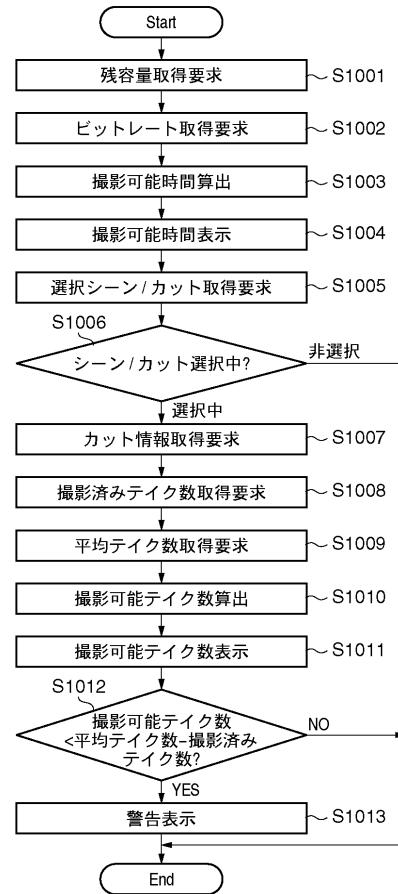 Start
残容量取得要求 S1001
ビットレート取得要求 S1002
撮影可能時間算出 S1003
撮影可能時間表示 S1004
選択シーン/カット取得要求 S1005
S1006
シーン/カット選択中? 非選択
選択中
カット情報取得要求 S1007
撮影済みテイク数取得要求 S1008
平均テイク数取得要求 S1009
撮影可能テイク数算出 S1010
撮影可能テイク数表示 S1011
S1012
撮影可能テイク数 NO
<平均テイク数−撮影済み
テイク数?
YES
警告表示 S1013
End